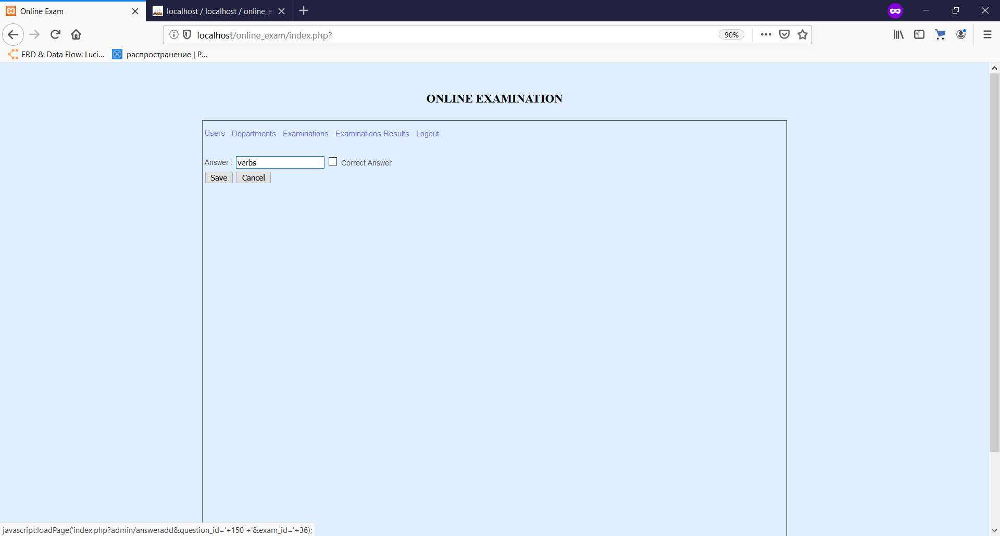 Online Exam
localhost / localhost / online_e
localhost/online_exam/index.php?
90%
ERD & Data Flow: Luci...
распространение | P...
ONLINE EXAMINATION
Users Departments Examinations Examinations Results Logout
Answer : verbs Correct Answer
Save Cancel
javascript:loadPage('index.php?admin/answeradd&question_id='+150 +'&exam_id='+36);